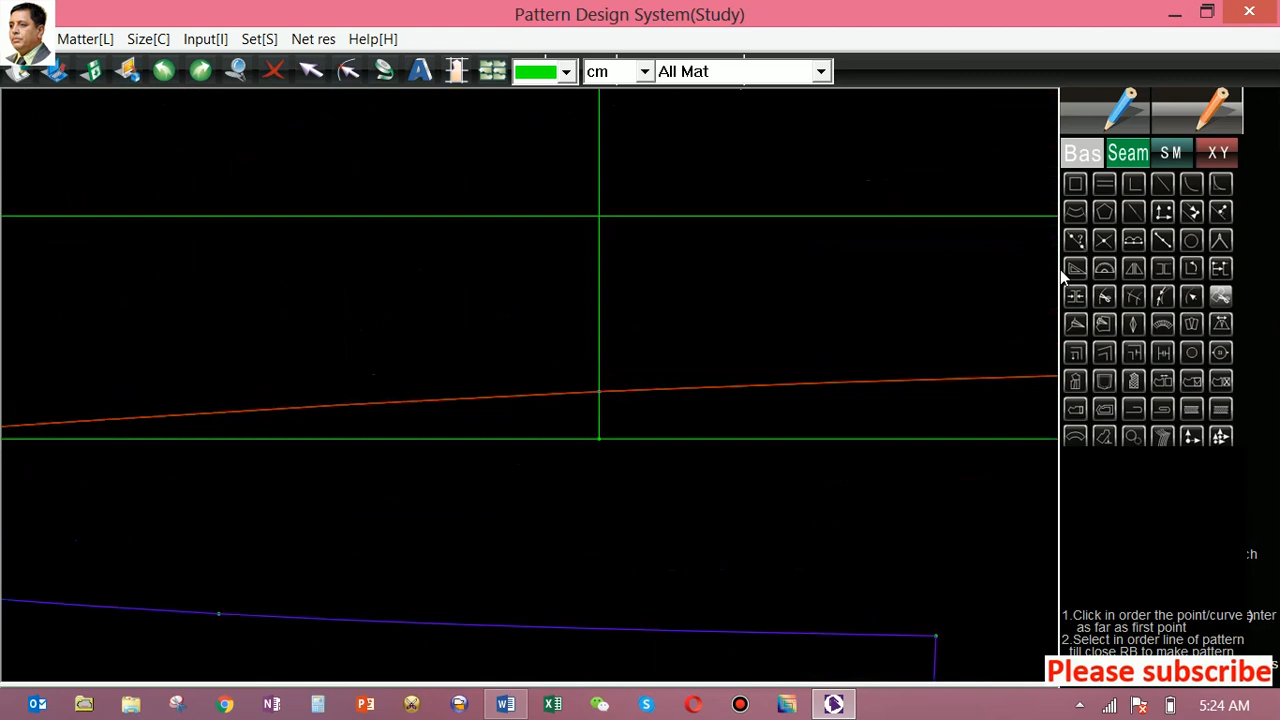 Pattern Design System(Study)
Matter[L] Size[C] Input[I] Set[S] Net res Help[H]
cm All Mat
Bas Seam S M X Y
ch
1.Click in order the point/curve enter
as far as first point
2.Select in order line of pattern
till close RB to make pattern
Please subscribe
5:24 AM